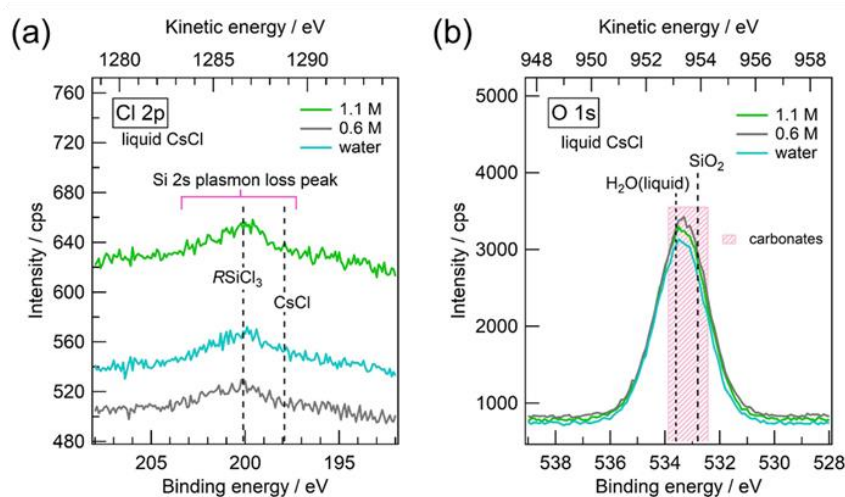 (a)
Kinetic energy / eV
1280 1285 1290
Intensity / cps
760
720
680
640
600
560
520
480
Cl 2p
liquid CsCl
1.1 M
0.6 M
water
Si 2s plasmon loss peak
RSiCl₃
CsCl
205 200 195
Binding energy / eV
(b)
Kinetic energy / eV
948 950 952 954 956 958
Intensity / cps
5000
4000
3000
2000
1000
O 1s
liquid CsCl
1.1 M
0.6 M
water
SiO₂
H₂O(liquid)
carbonates
538 536 534 532 530 528
Binding energy / eV